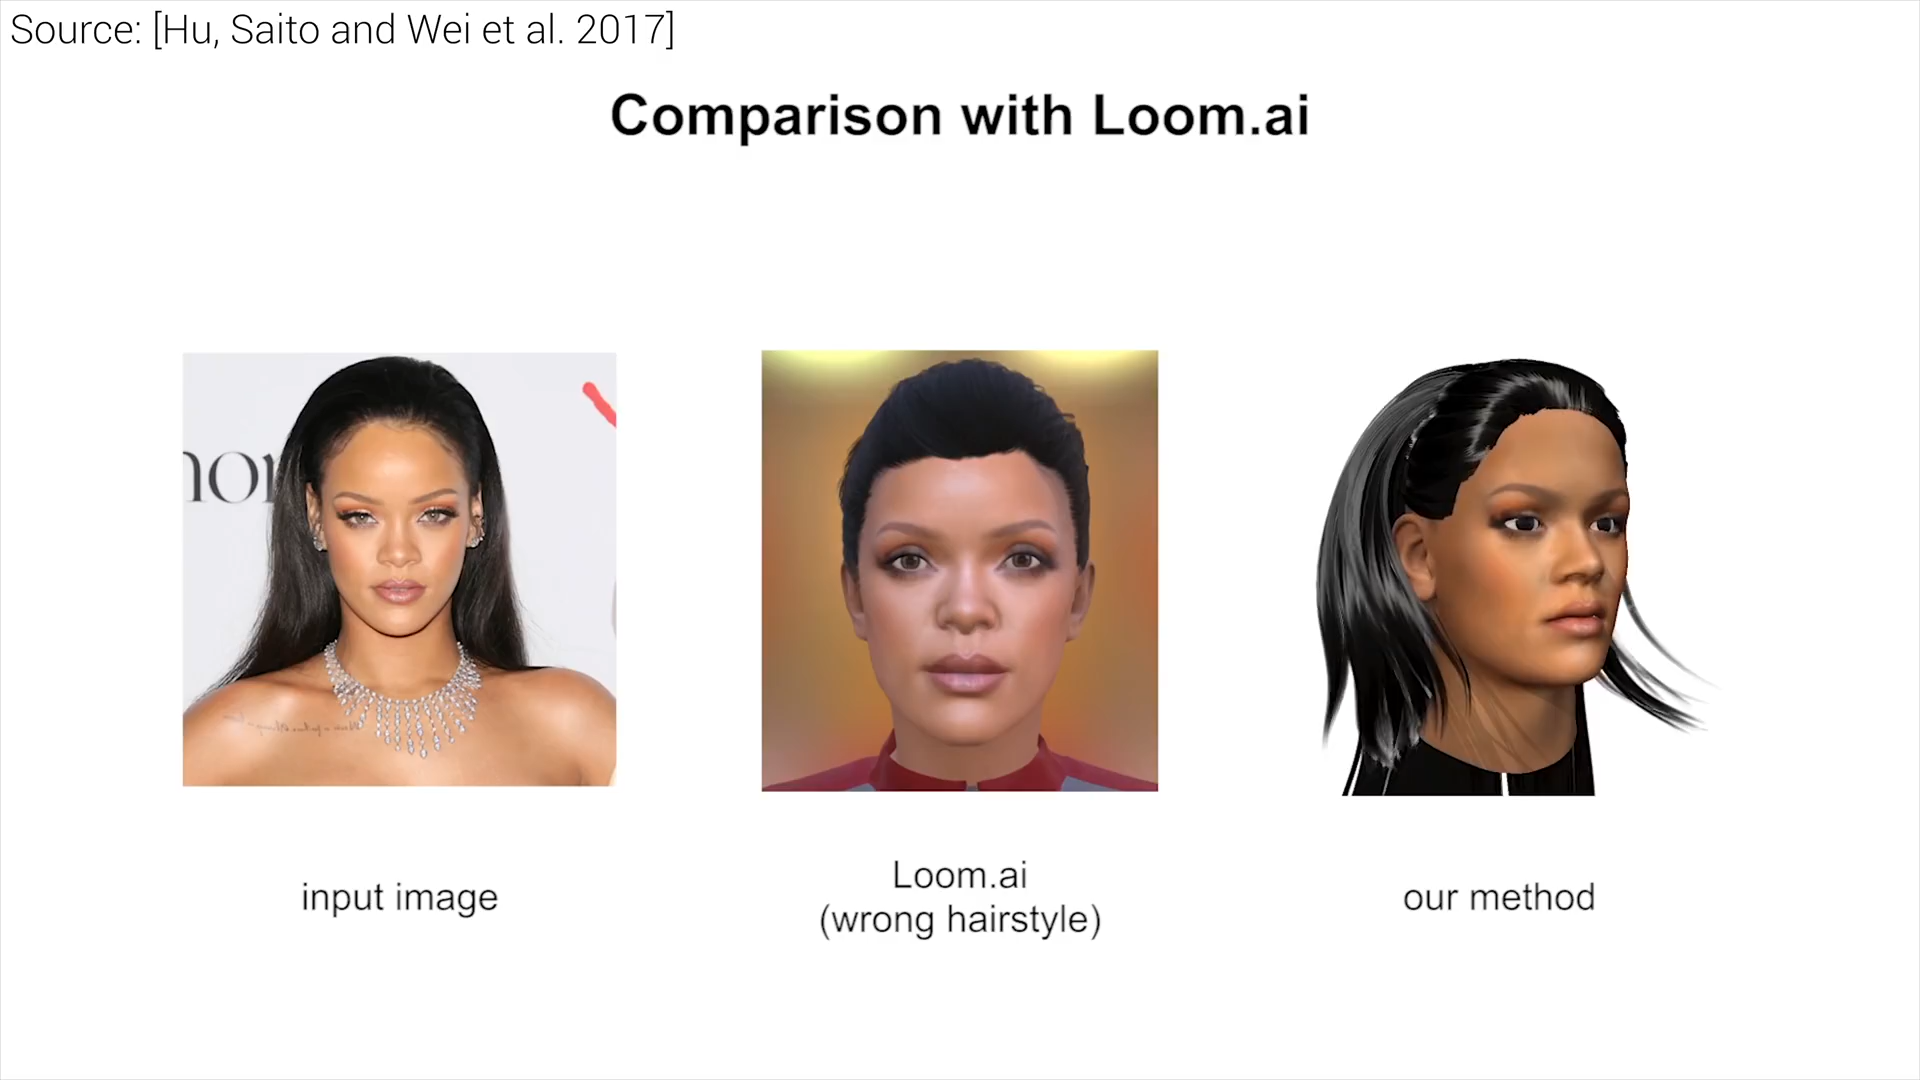 Source: [Hu, Saito and Wei et al. 2017]
Comparison with Loom.ai
input image
Loom.ai
(wrong hairstyle)
our method